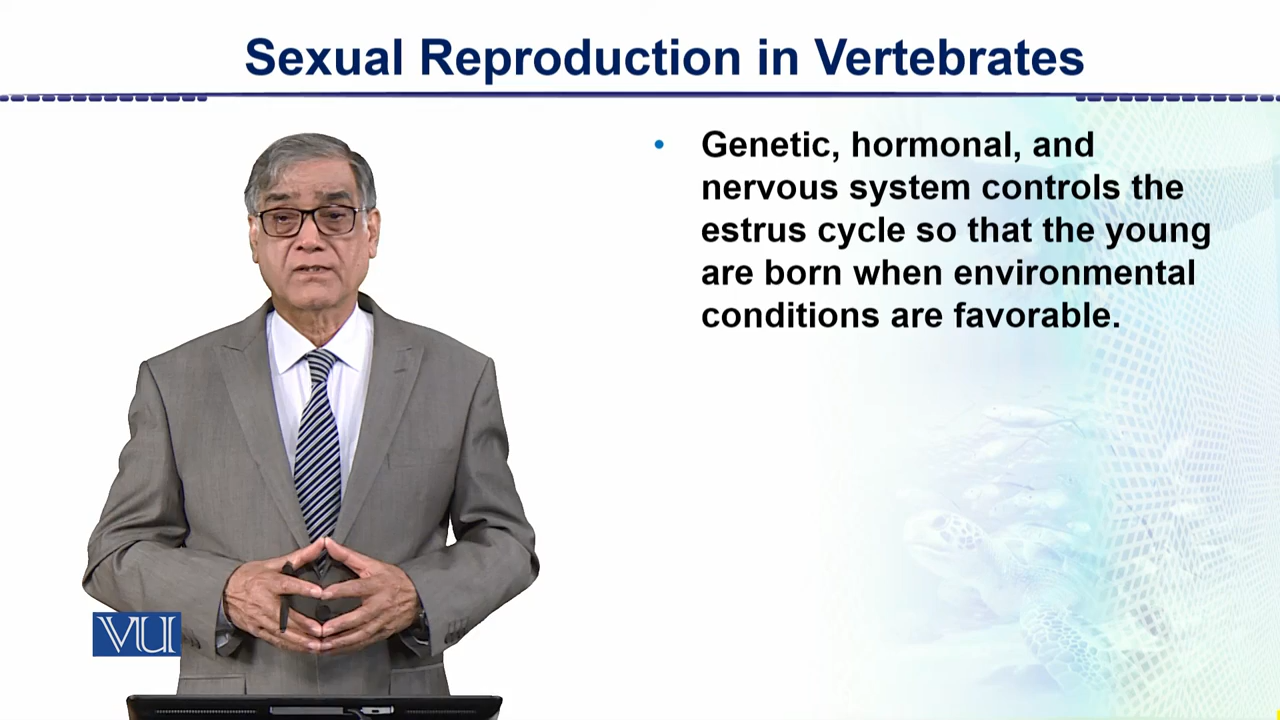 Sexual Reproduction in Vertebrates
• Genetic, hormonal, and
nervous system controls the
estrus cycle so that the young
are born when environmental
conditions are favorable.
VU